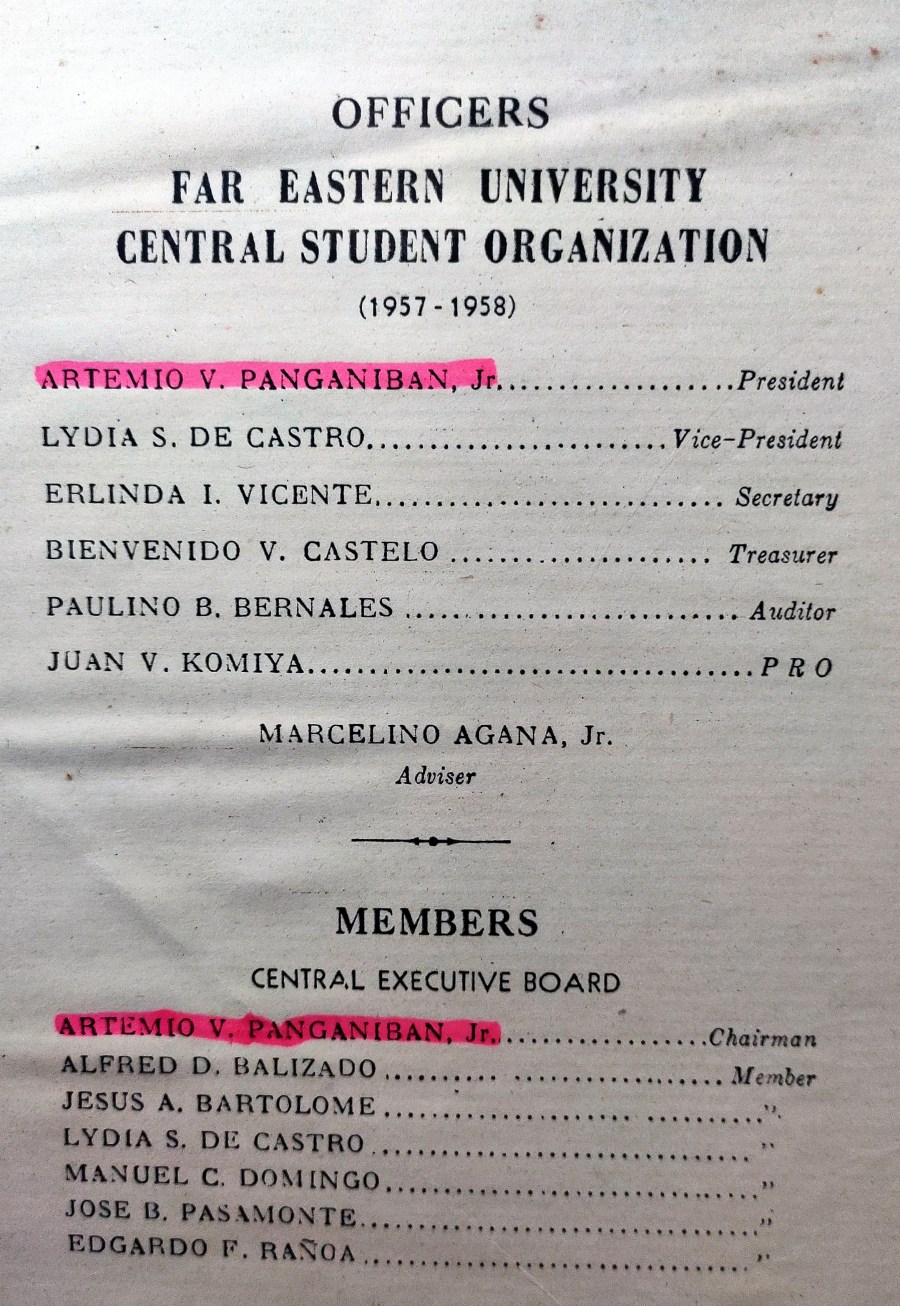 OFFICERS
FAR EASTERN UNIVERSITY
CENTRAL STUDENT ORGANIZATION
(1957-1958)
ARTEMIO V. PANGANIBAN, Jr....................President
LYDIA S. DE CASTRO.......................Vice-President
ERLINDA I. VICENTE.......................... Secretary
BIENVENIDO V. CASTELO .................... Treasurer
PAULINO B. BERNALES ......................... Auditor
JUAN V. KOMIYA.................................P R O
MARCELINO AGANA, Jr.
Adviser
MEMBERS
CENTRAL EXECUTIVE BOARD
ARTEMIO V. PANGANIBAN, Jr...................Chairman
ALFRED D. BALIZADO .......... ................... Member
JESUS A. BARTOLOME ...................... ........... "
LYDIA S. DE CASTRO ................................. "
MANUEL C. DOMINGO................................. "
JOSE B. PASAMONTE................................... "
EDGARDO F. RAÑOA ................................. "